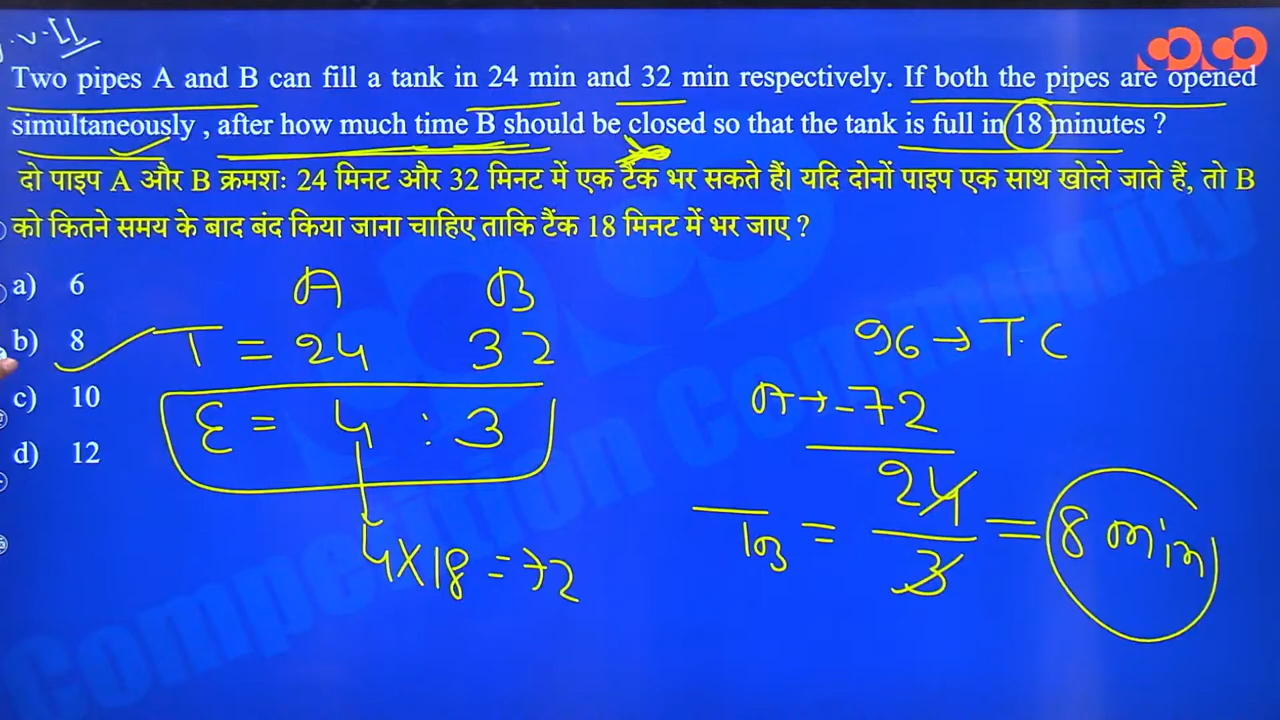 Two pipes A and B can fill a tank in 24 min and 32 min respectively. If both the pipes are opened
simultaneously , after how much time B should be closed so that the tank is full in 18 minutes ?
दो पाइप A और B क्रमशः 24 मिनट और 32 मिनट में एक टैंक भर सकते हैं। यदि दोनों पाइप एक साथ खोले जाते हैं, तो B
को कितने समय के बाद बंद किया जाना चाहिए ताकि टैंक 18 मिनट में भर जाए ?
a) 6
b) 8
c) 10
d) 12
A B
T = 24 32
E = 4 : 3
4×18 = 72
96 → T.C
A → -72
24
TB = 3 = 8 min
Competition Community